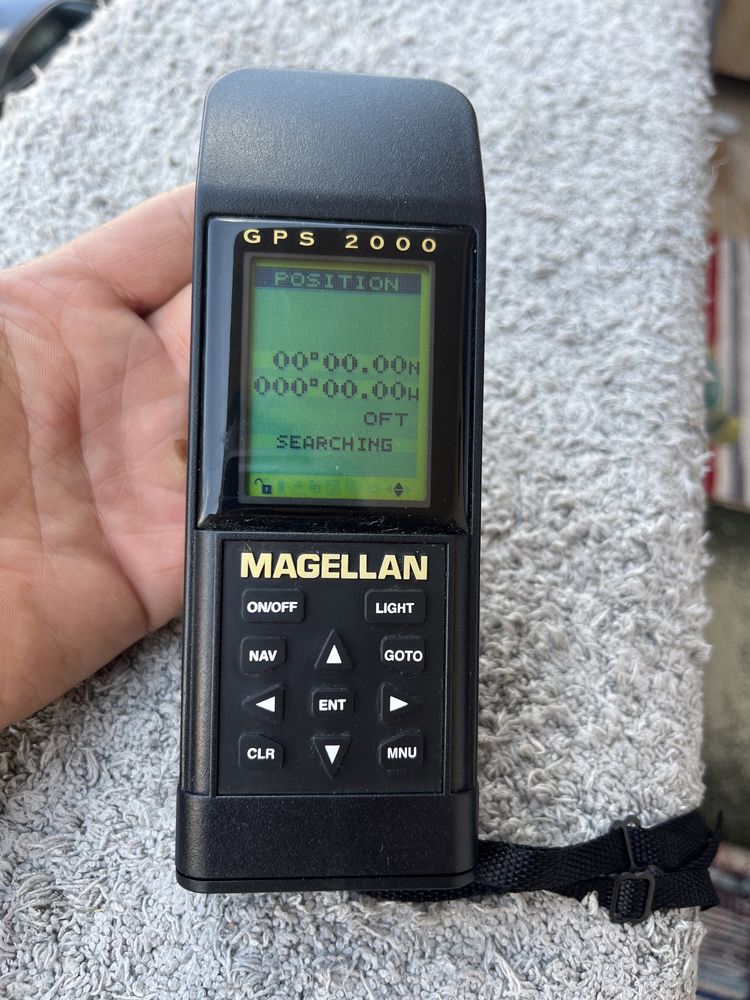 GPS 2000
POSITION
00°00.00N
000°00.00W
0FT
SEARCHING
MAGELLAN
ON/OFF LIGHT
NAV GOTO
ENT
CLR MNU